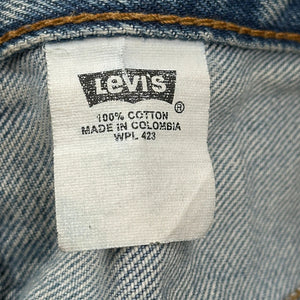 LEVI'S
®
100% COTTON
MADE IN COLOMBIA
WPL 423